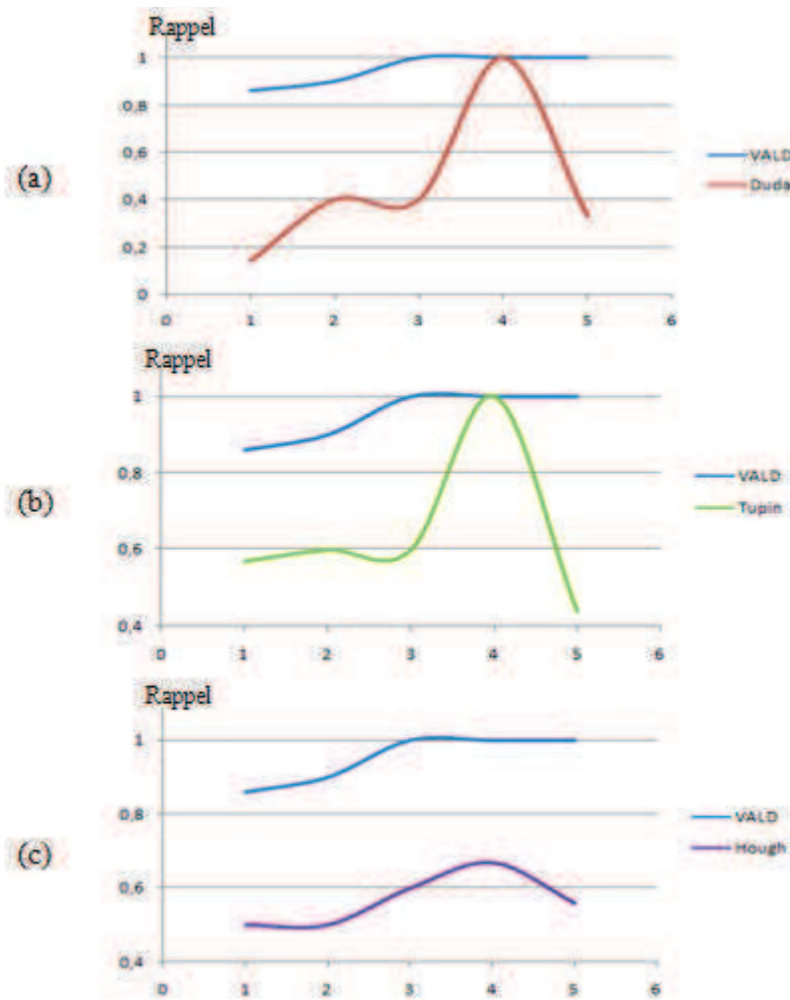 Rappel
1
0,8
0,6
0,4
0,2
0
0 1 2 3 4 5 6
(a)
VALD
Duda
Rappel
1
0,8
0,6
0,4
0 1 2 3 4 5 6
(b)
VALD
Tupin
Rappel
1
0,8
0,6
0,4
0 1 2 3 4 5 6
(c)
VALD
Hough